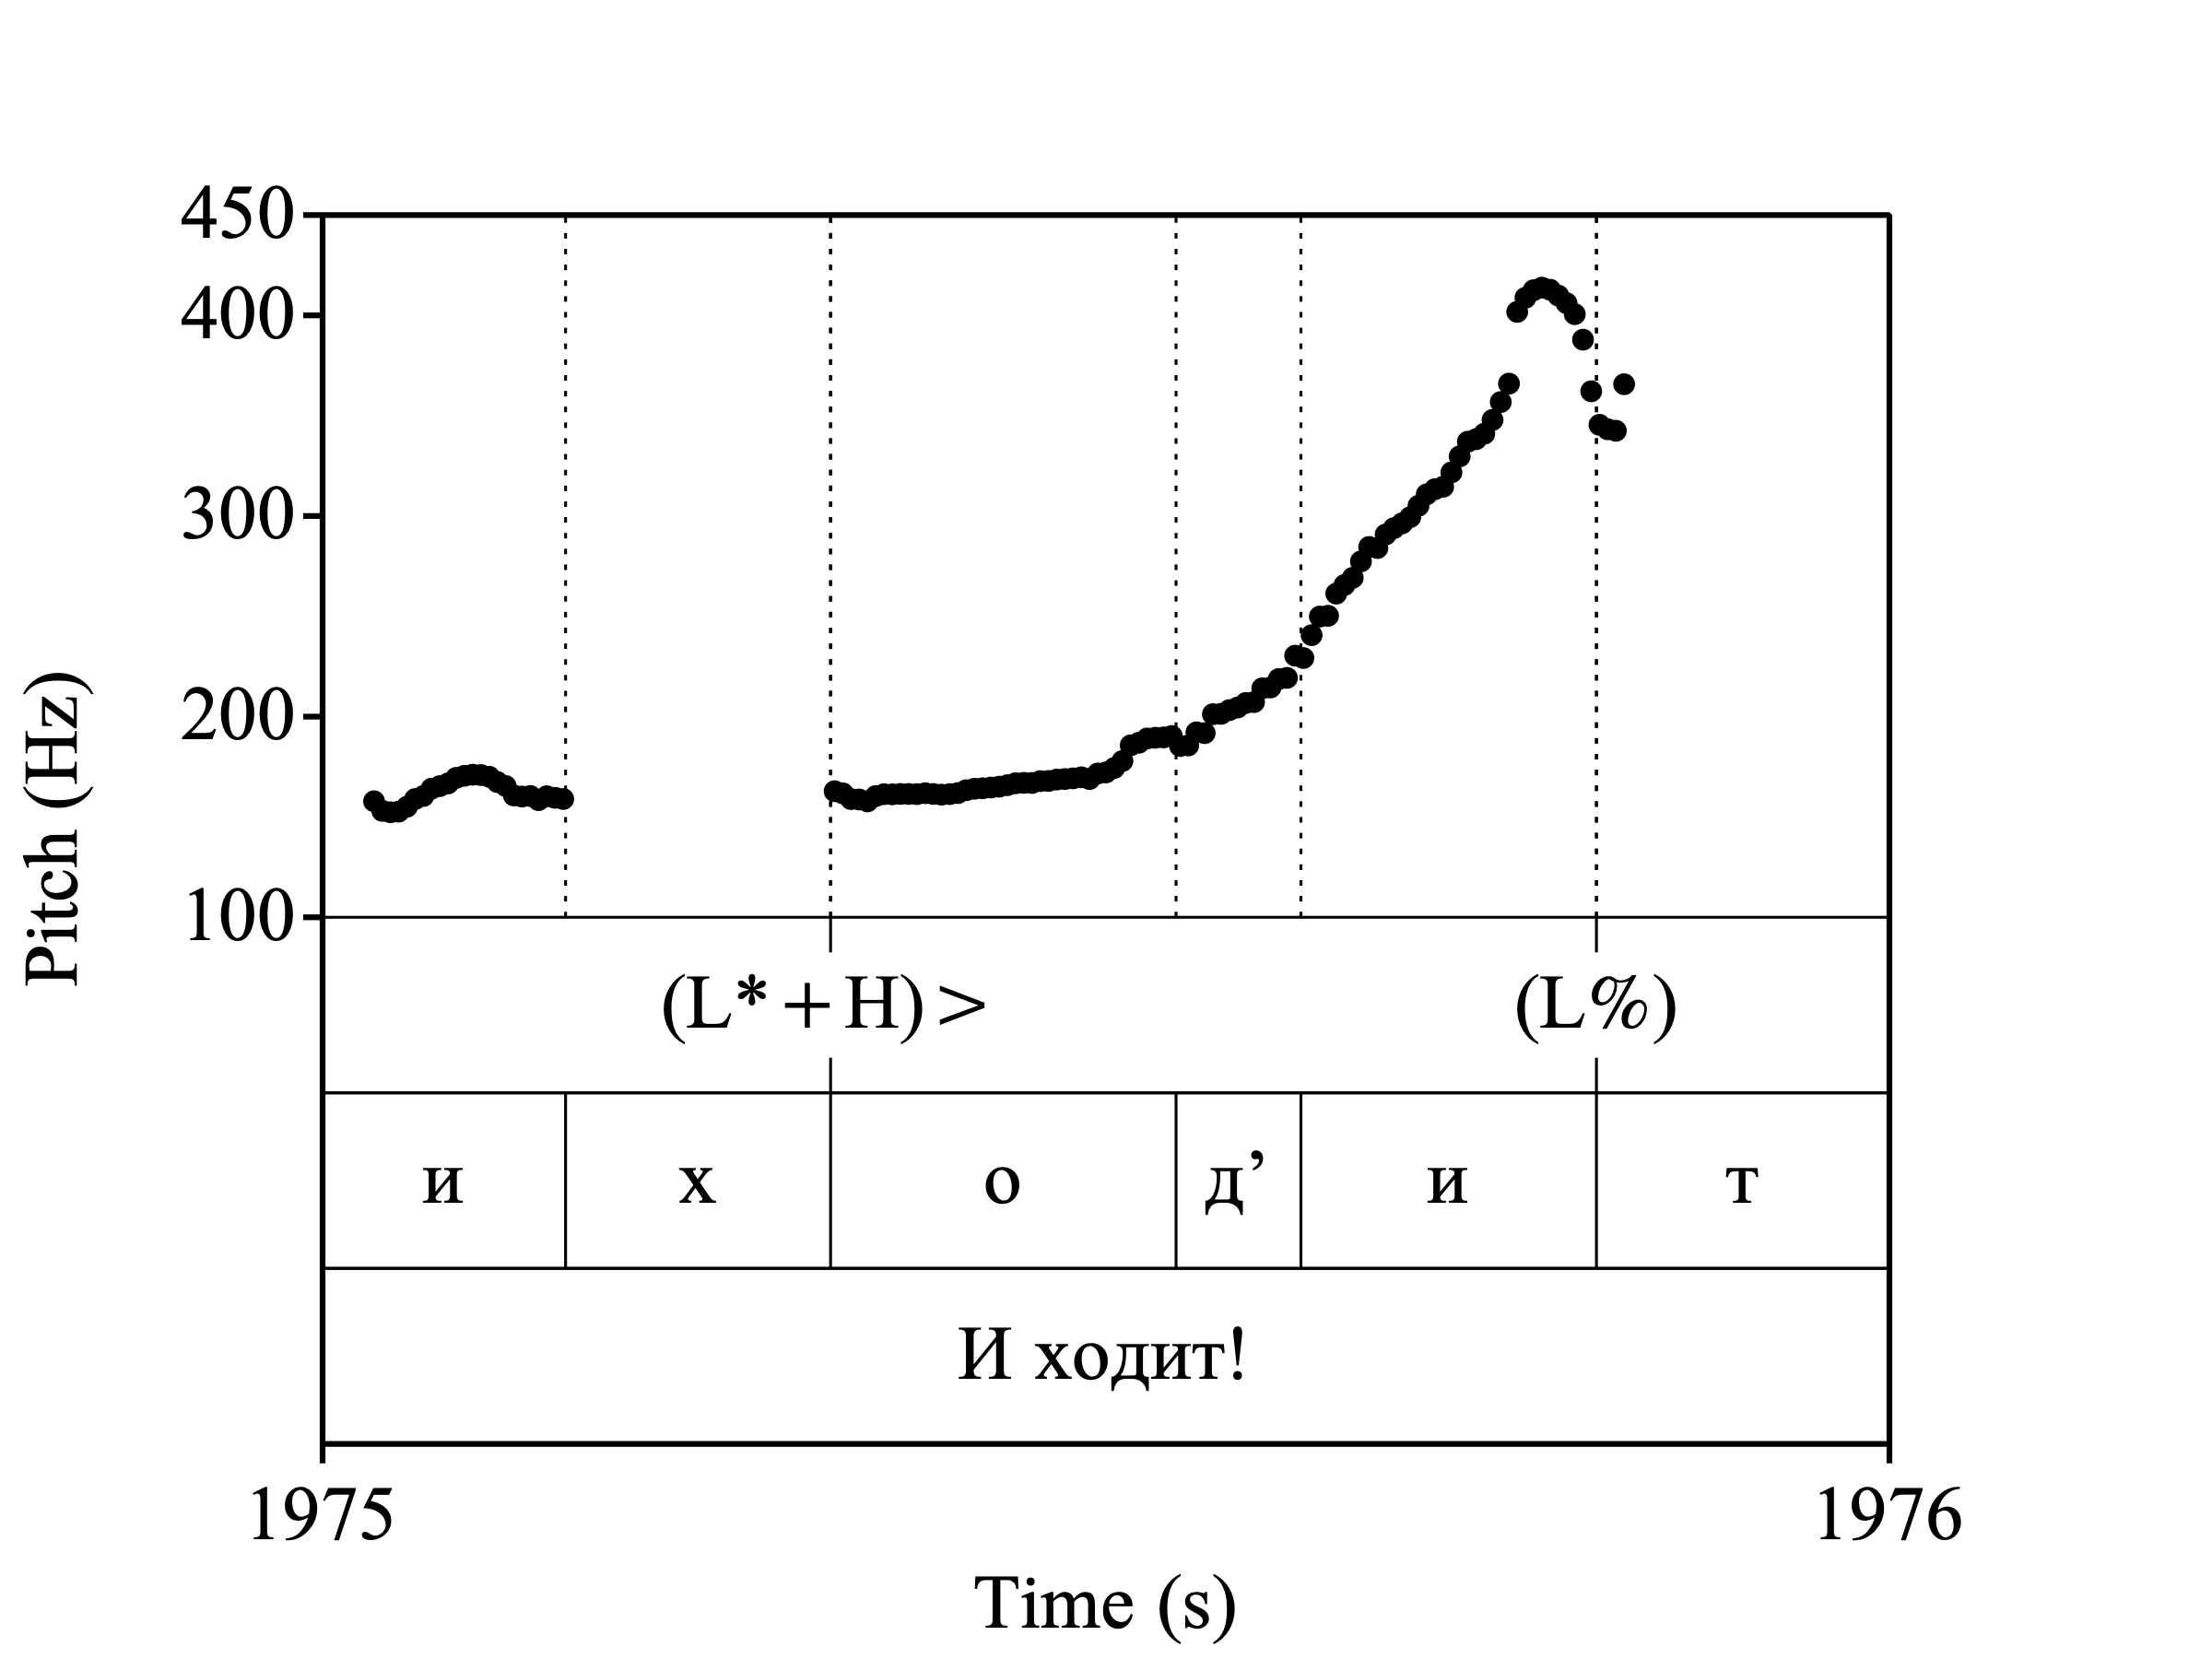 450
400
300
200
100
Pitch (Hz)
(L*+H)> (L%)
и х о д’ и т
И ходит!
1975 1976
Time (s)